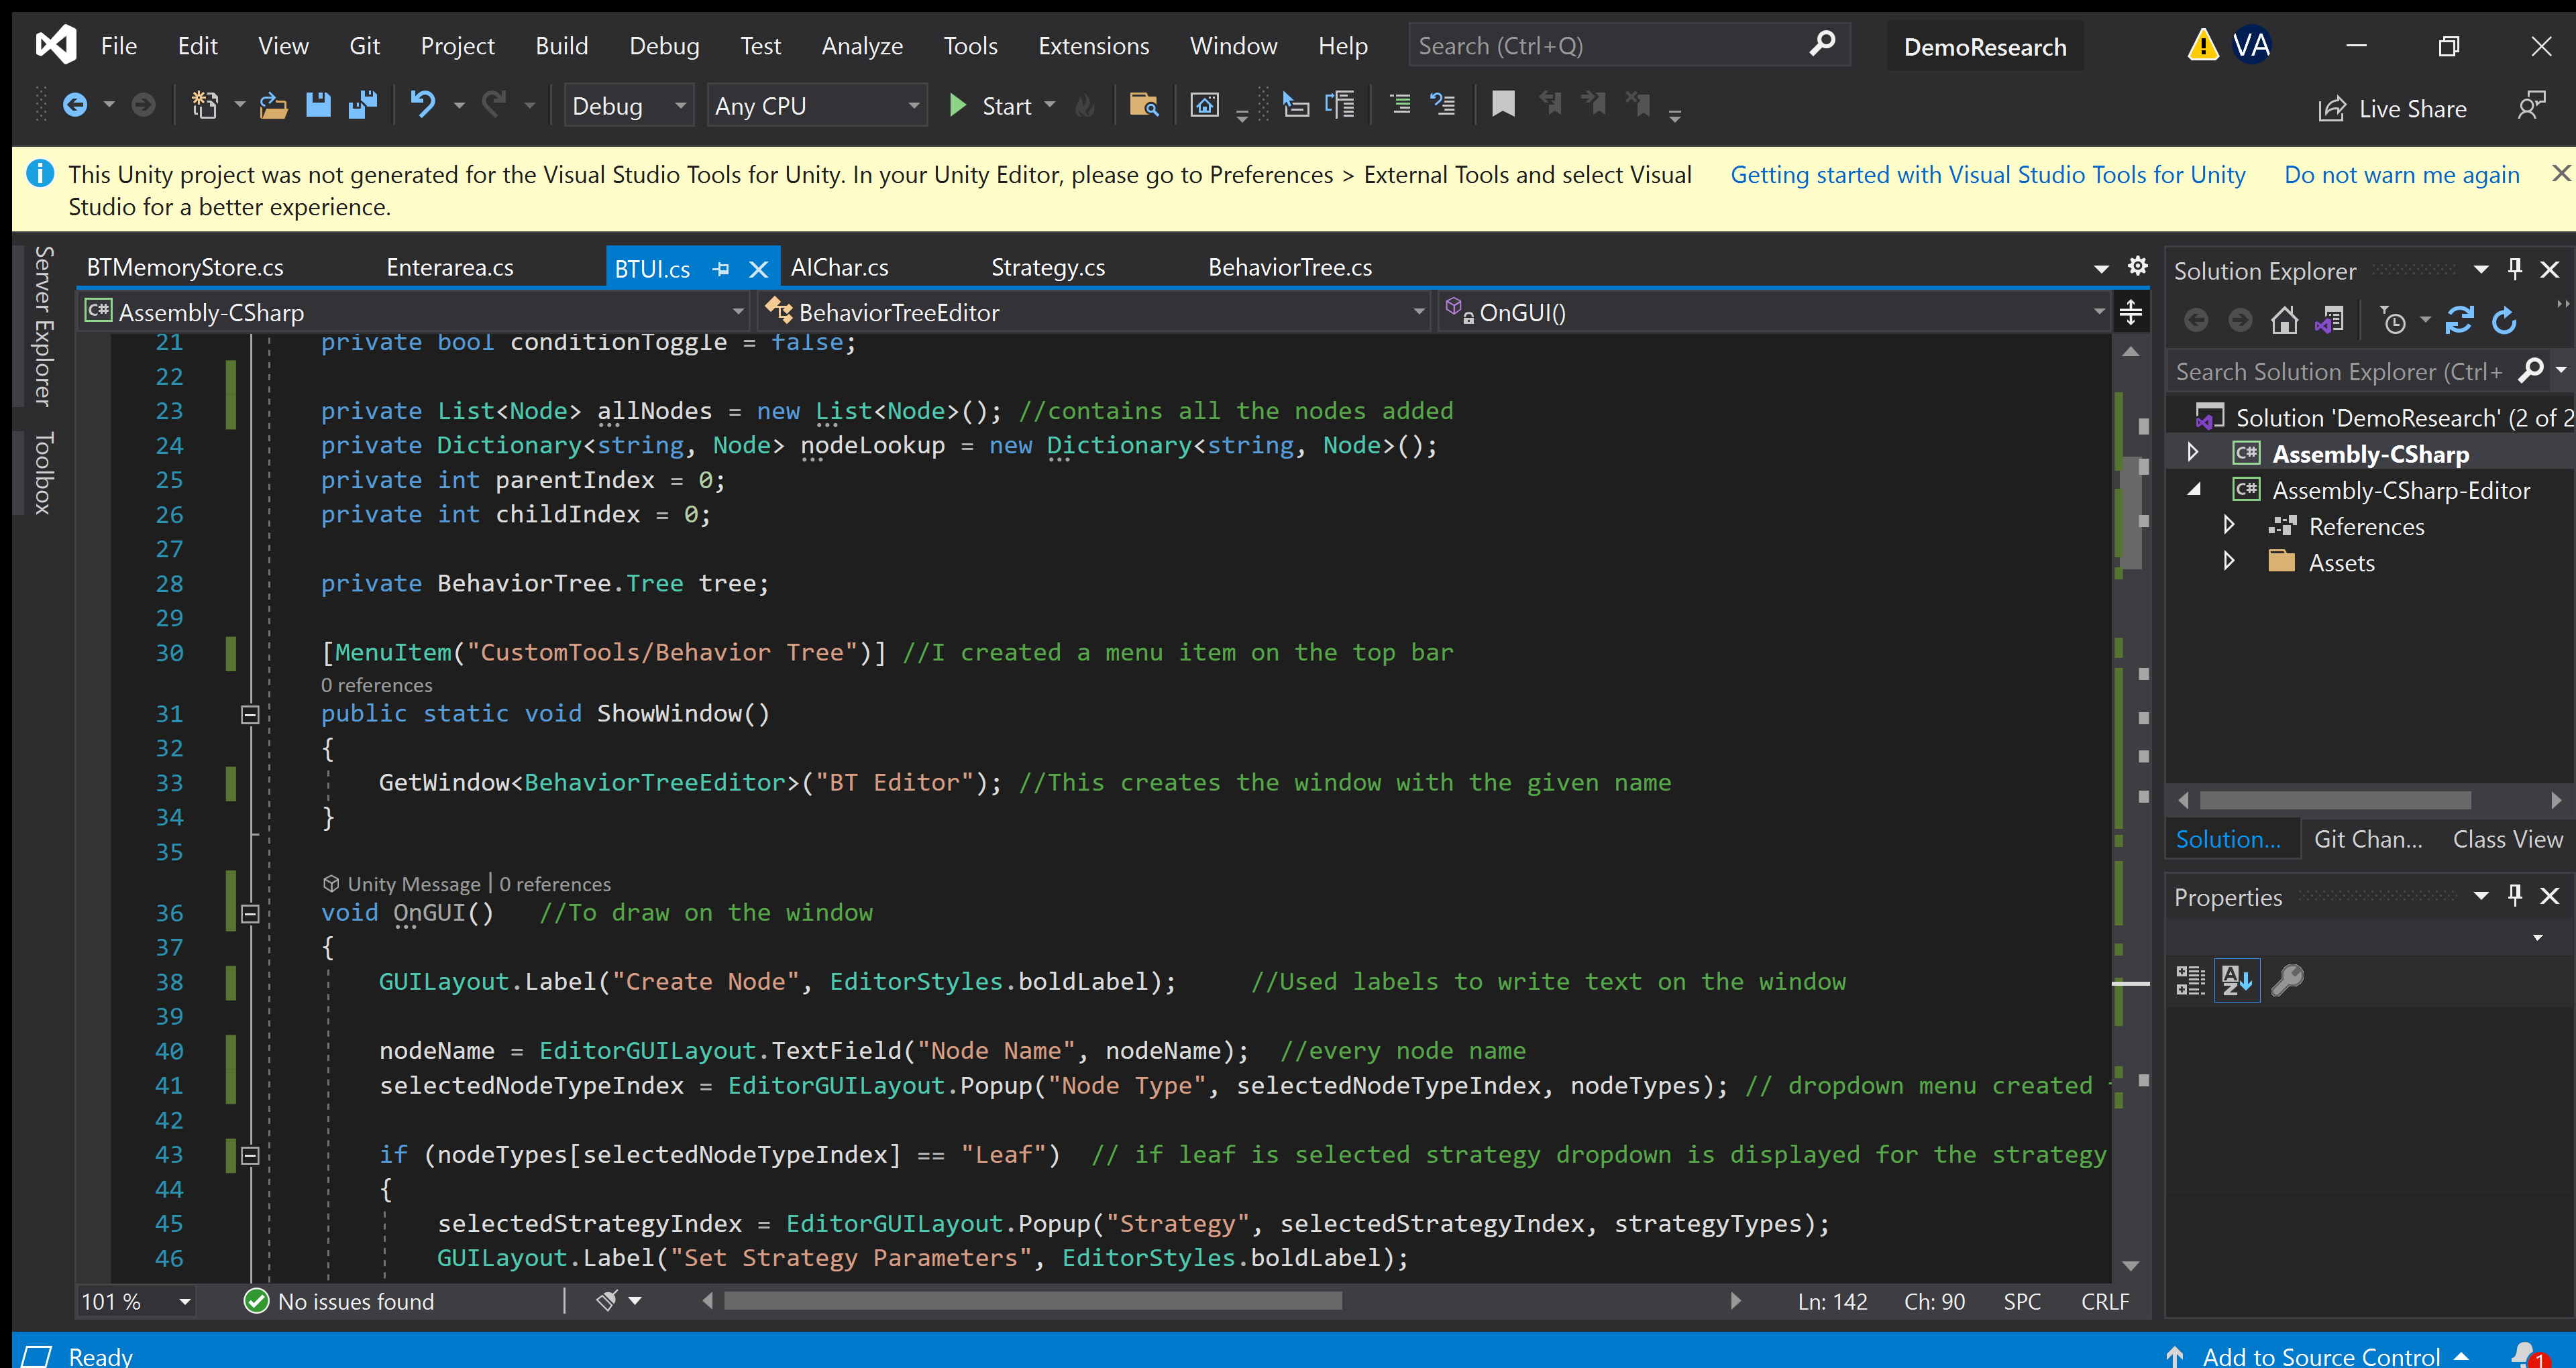 File Edit View Git Project Build Debug Test Analyze Tools Extensions Window Help Search (Ctrl+Q) DemoResearch VA
Debug Any CPU Start Live Share
This Unity project was not generated for the Visual Studio Tools for Unity. In your Unity Editor, please go to Preferences > External Tools and select Visual Getting started with Visual Studio Tools for Unity Do not warn me again
Studio for a better experience.
Server Explorer
Toolbox
BTMemoryStore.cs Enterarea.cs BTUI.cs AIChar.cs Strategy.cs BehaviorTree.cs
C# Assembly-CSharp BehaviorTreeEditor OnGUI()
21 private bool conditionToggle = false;
22
23 private List<Node> allNodes = new List<Node>(); //contains all the nodes added
24 private Dictionary<string, Node> nodeLookup = new Dictionary<string, Node>();
25 private int parentIndex = 0;
26 private int childIndex = 0;
27
28 private BehaviorTree.Tree tree;
29
30 [MenuItem("CustomTools/Behavior Tree")] //I created a menu item on the top bar
0 references
31 public static void ShowWindow()
32 {
33 GetWindow<BehaviorTreeEditor>("BT Editor"); //This creates the window with the given name
34 }
35
Unity Message | 0 references
36 void OnGUI() //To draw on the window
37 {
38 GUILayout.Label("Create Node", EditorStyles.boldLabel); //Used labels to write text on the window
39
40 nodeName = EditorGUILayout.TextField("Node Name", nodeName); //every node name
41 selectedNodeTypeIndex = EditorGUILayout.Popup("Node Type", selectedNodeTypeIndex, nodeTypes); // dropdown menu created
42
43 if (nodeTypes[selectedNodeTypeIndex] == "Leaf") // if leaf is selected strategy dropdown is displayed for the strategy
44 {
45 selectedStrategyIndex = EditorGUILayout.Popup("Strategy", selectedStrategyIndex, strategyTypes);
46 GUILayout.Label("Set Strategy Parameters", EditorStyles.boldLabel);
101 % No issues found Ln: 142 Ch: 90 SPC CRLF
Solution Explorer
Search Solution Explorer (Ctrl+
Solution 'DemoResearch' (2 of 2
C# Assembly-CSharp
C# Assembly-CSharp-Editor
References
Assets
Solution... Git Chan... Class View
Properties
Ready Add to Source Control 1